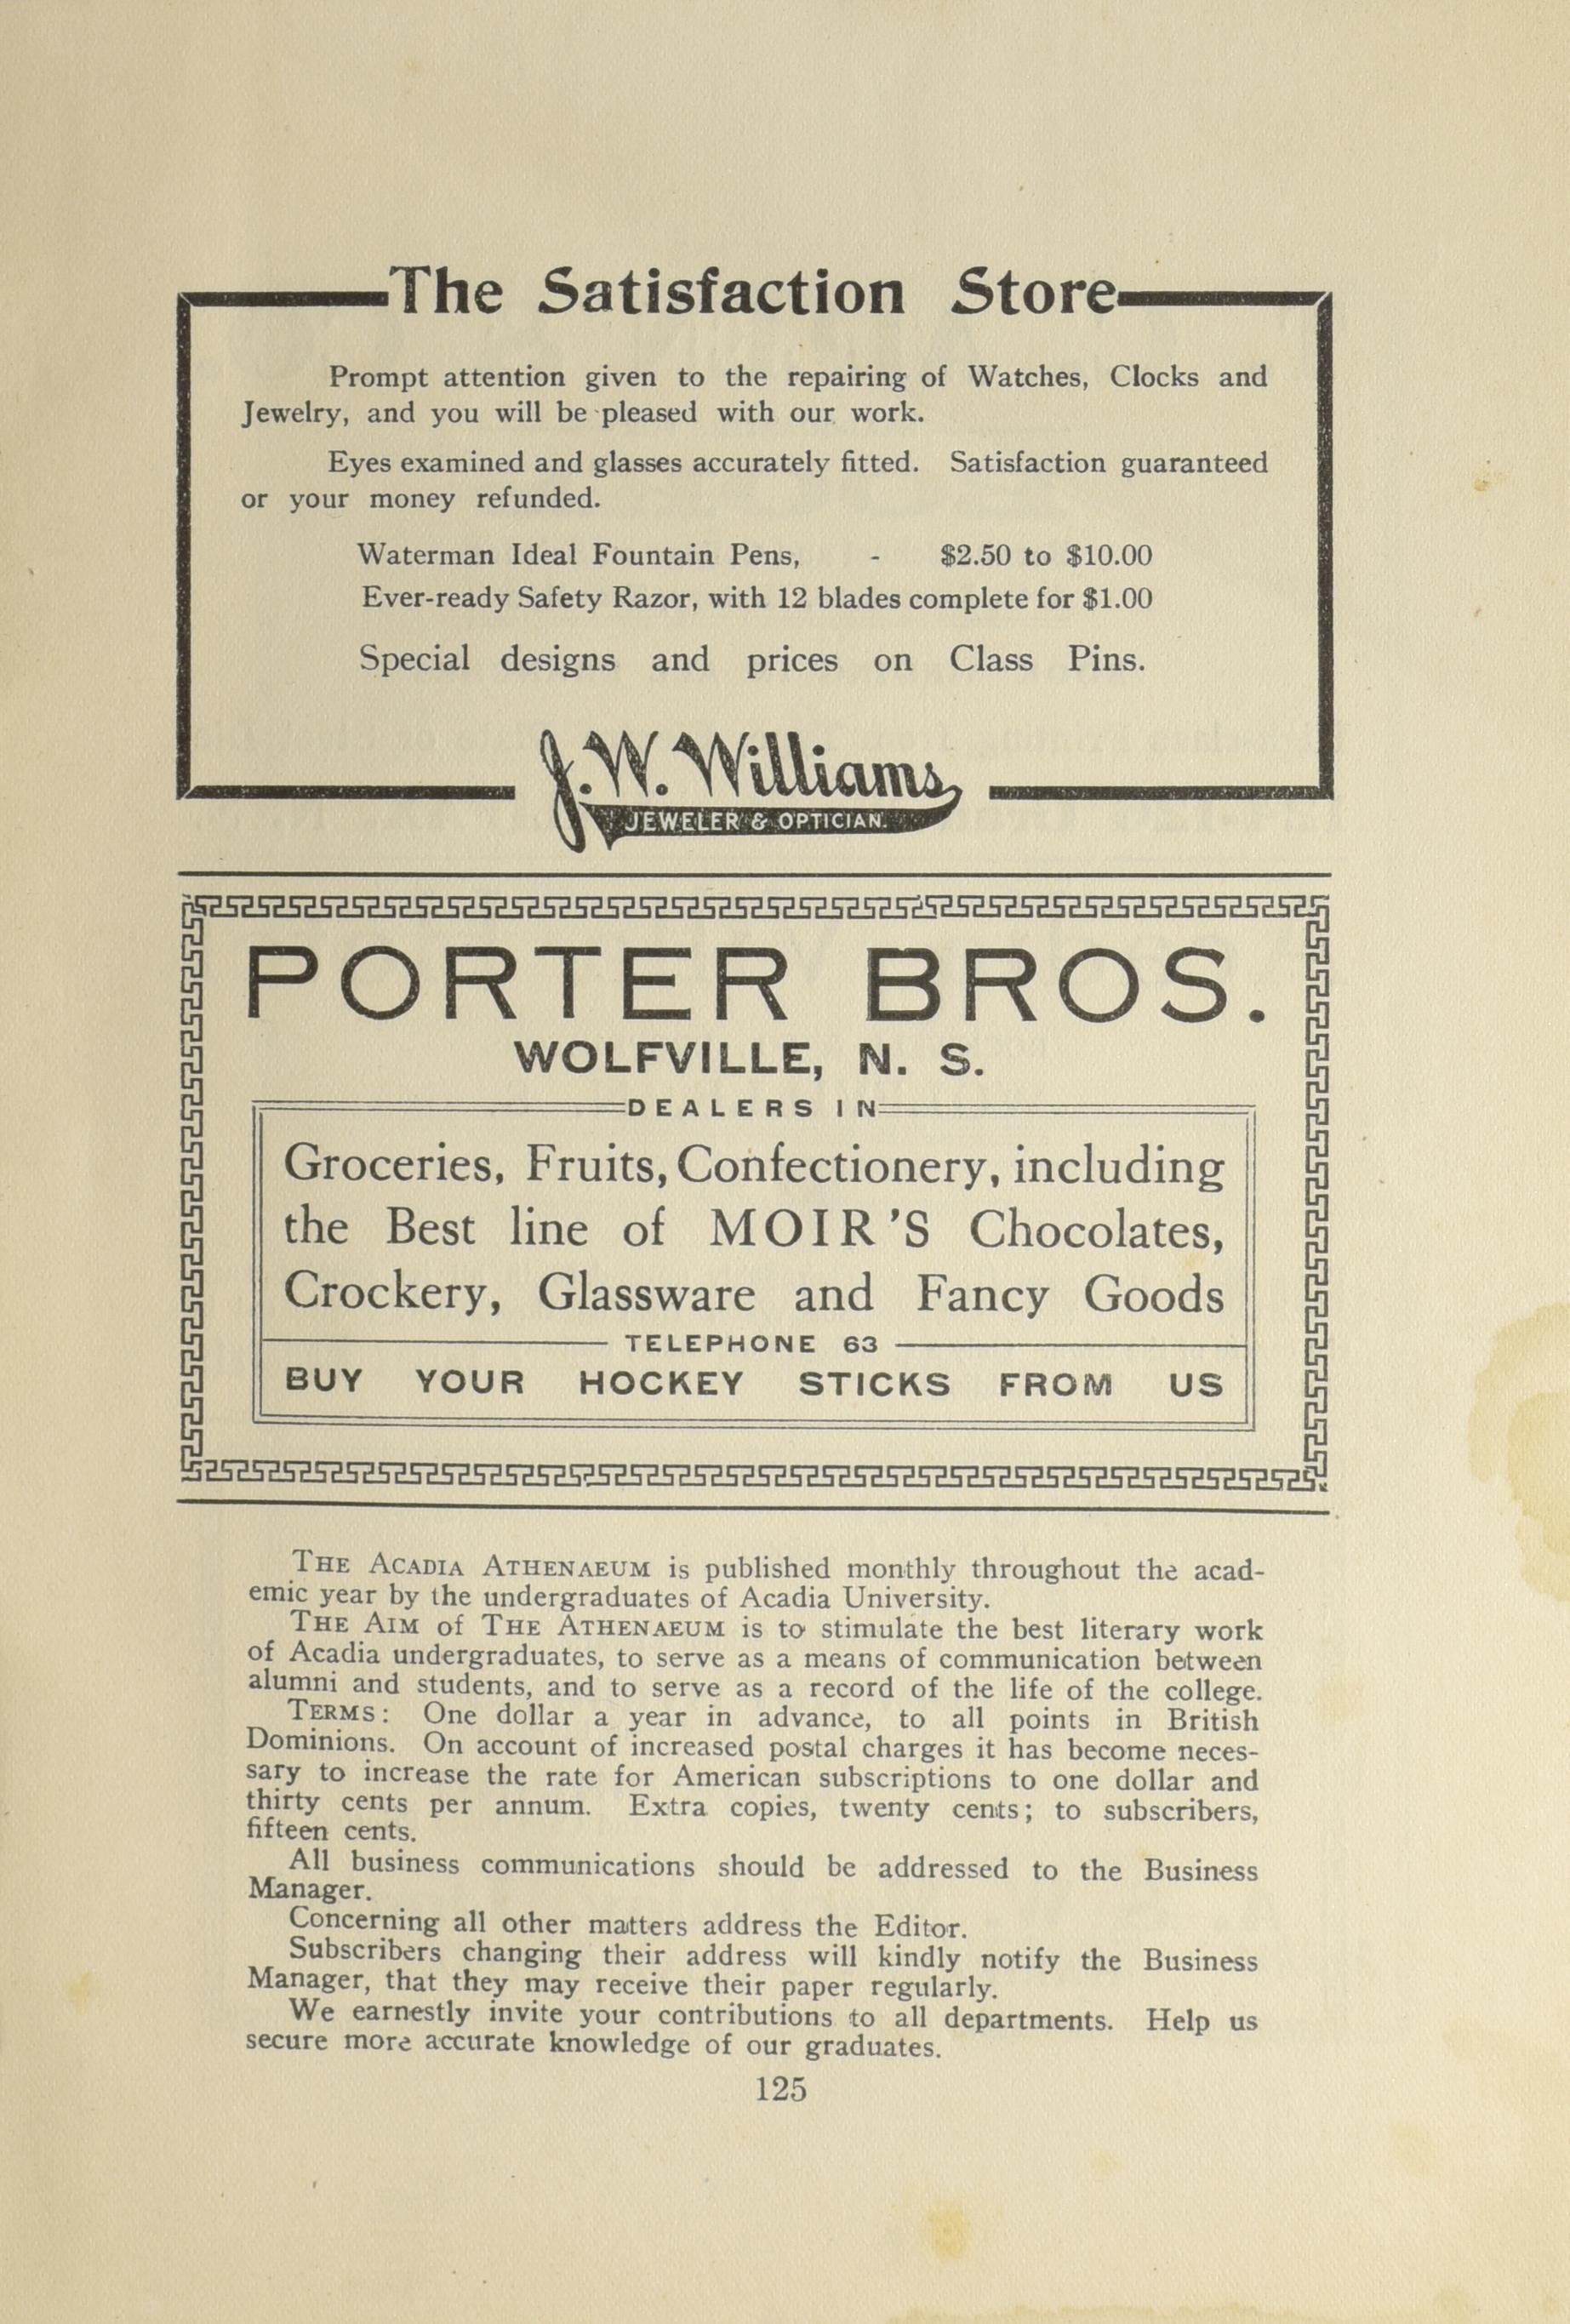 The Satisfaction Store
Prompt attention given to the repairing of Watches, Clocks and
Jewelry, and you will be pleased with our work.
Eyes examined and glasses accurately fitted. Satisfaction guaranteed
or your money refunded.
Waterman Ideal Fountain Pens, - $2.50 to $10.00
Ever-ready Safety Razor, with 12 blades complete for $1.00
Special designs and prices on Class Pins.
J. W. Williams
JEWELER & OPTICIAN.
PORTER BROS.
WOLFVILLE, N. S.
DEALERS IN
Groceries, Fruits, Confectionery, including
the Best line of MOIR'S Chocolates,
Crockery, Glassware and Fancy Goods
TELEPHONE 63
BUY YOUR HOCKEY STICKS FROM US
THE ACADIA ATHENAEUM is published monthly throughout the acad-
emic year by the undergraduates of Acadia University.
THE AIM of THE ATHENAEUM is to stimulate the best literary work
of Acadia undergraduates, to serve as a means of communication between
alumni and students, and to serve as a record of the life of the college.
TERMS: One dollar a year in advance, to all points in British
Dominions. On account of increased postal charges it has become neces-
sary to increase the rate for American subscriptions to one dollar and
thirty cents per annum. Extra copies, twenty cents; to subscribers,
fifteen cents.
All business communications should be addressed to the Business
Manager.
Concerning all other matters address the Editor.
Subscribers changing their address will kindly notify the Business
Manager, that they may receive their paper regularly.
We earnestly invite your contributions to all departments. Help us
secure more accurate knowledge of our graduates.
125